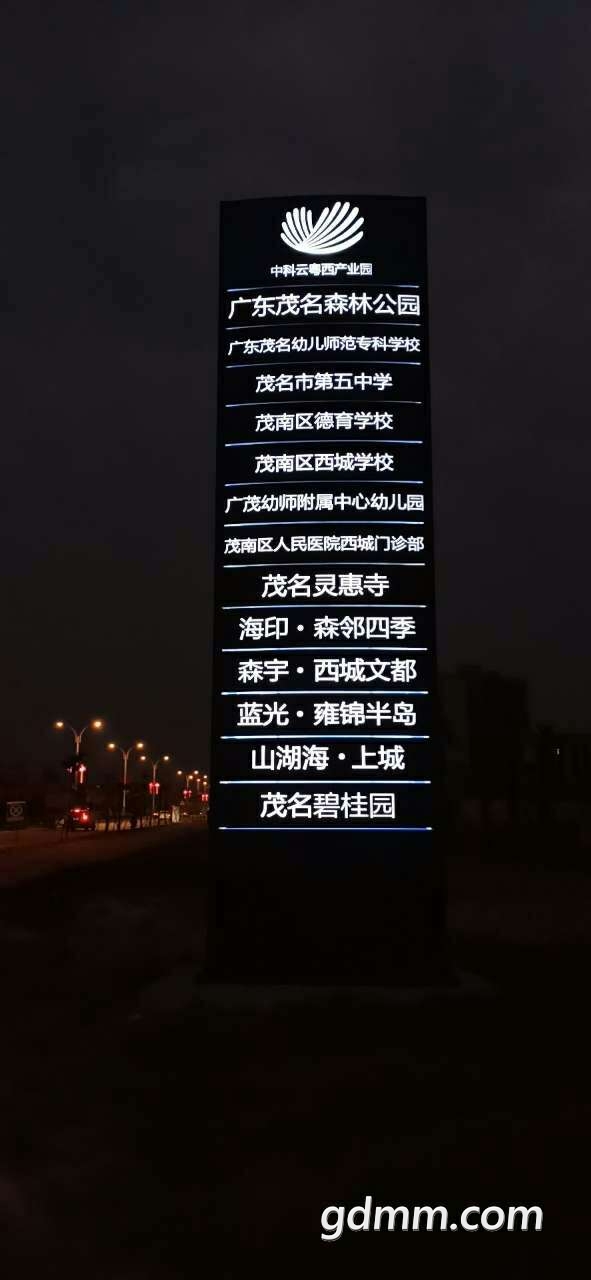 中科云粤西产业园
广东茂名森林公园
广东茂名幼儿师范专科学校
茂名市第五中学
茂南区德育学校
茂南区西城学校
广茂幼师附属中心幼儿园
茂南区人民医院西城门诊部
茂名灵惠寺
海印·森邻四季
森宇·西城文都
蓝光·雍锦半岛
山湖海·上城
茂名碧桂园
gdmm.com